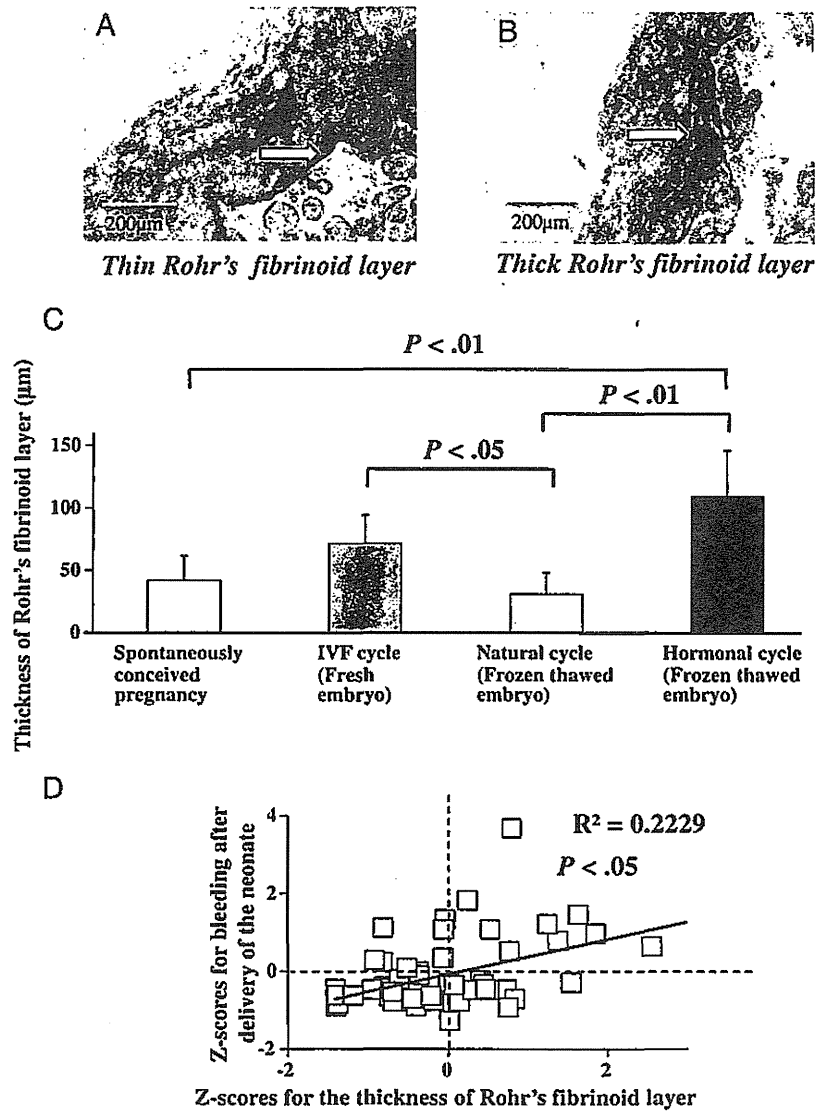 A
B
200μm
200μm
Thin Rohr's fibrinoid layer
Thick Rohr's fibrinoid layer
C
P < .01
P < .01
P < .05
Thickness of Rohr's fibrinoid layer (μm)
150
100
50
0
Spontaneously
conceived
pregnancy
IVF cycle
(Fresh
embryo)
Natural cycle
(Frozen thawed
embryo)
Hormonal cycle
(Frozen thawed
embryo)
D
Z-scores for bleeding after
delivery of the neonate
4
2
0
-2
R² = 0.2229
P < .05
-2
0
2
Z-scores for the thickness of Rohr's fibrinoid layer